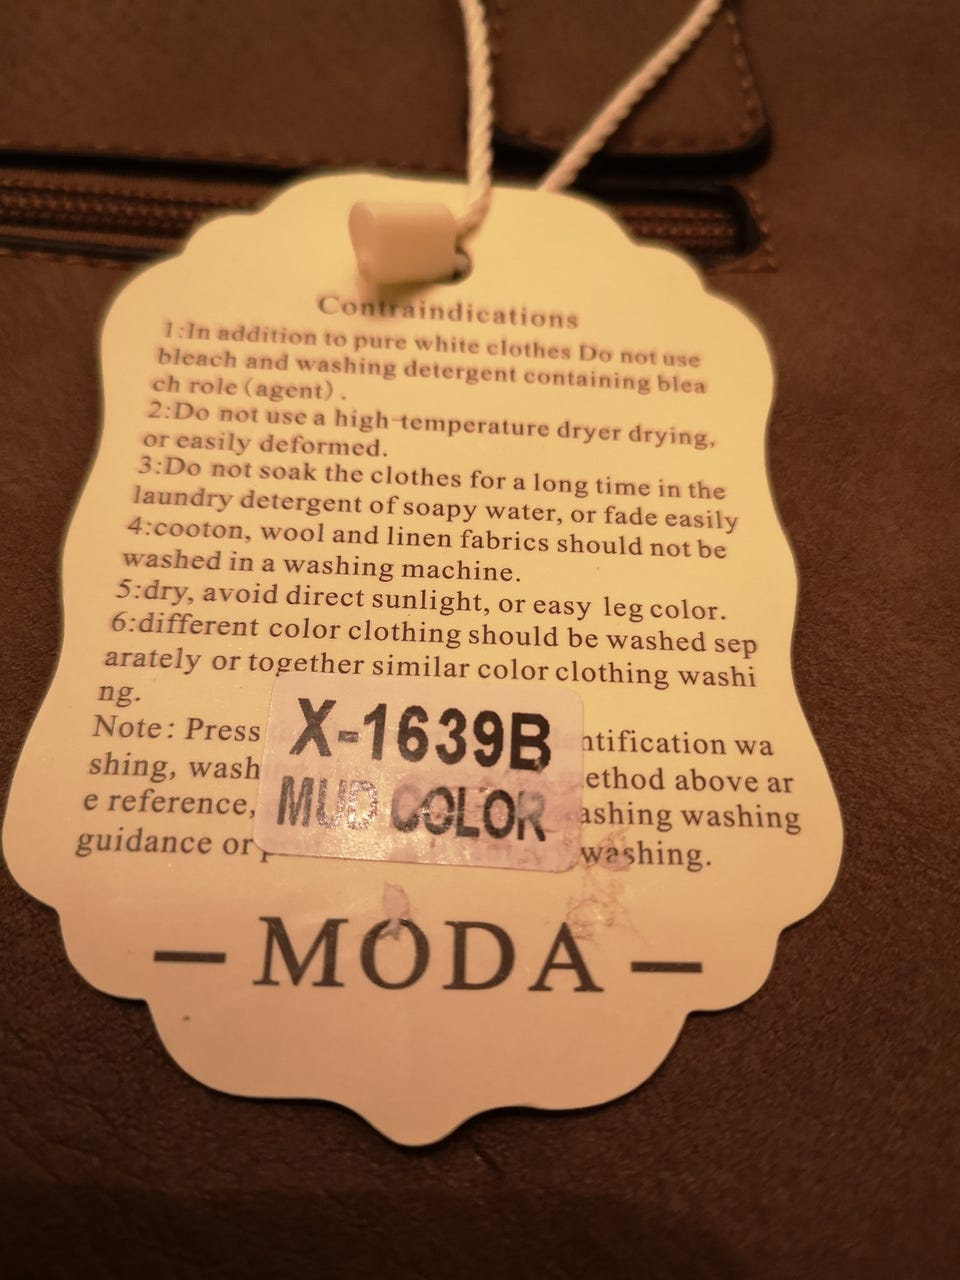 Contraindications
1:In addition to pure white clothes Do not use
bleach and washing detergent containing blea
ch role (agent).
2:Do not use a high-temperature dryer drying,
or easily deformed.
3:Do not soak the clothes for a long time in the
laundry detergent of soapy water, or fade easily
4:cooton, wool and linen fabrics should not be
washed in a washing machine.
5:dry, avoid direct sunlight, or easy leg color.
6:different color clothing should be washed sep
arately or together similar color clothing washi
ng.
Note: Press ntification wa
shing, wash ethod above ar
e reference, ashing washing
guidance or washing.
X-1639B
MUD COLOR
- MODA -